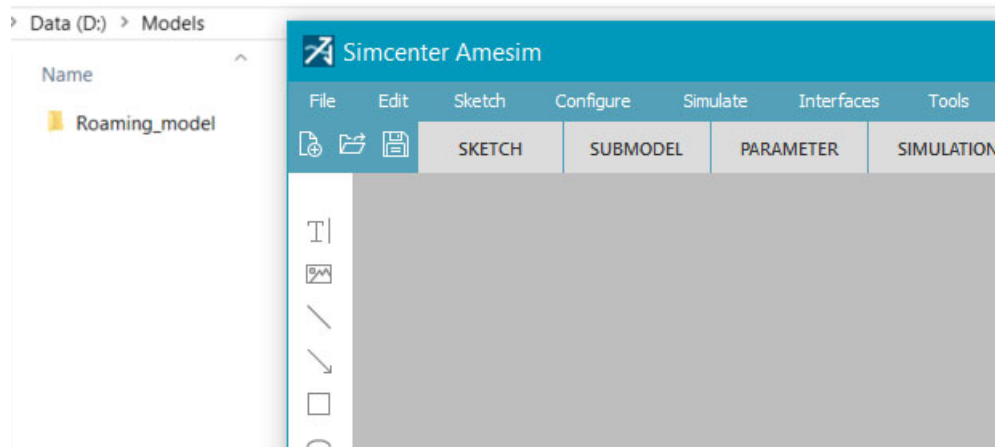 Data (D:) > Models
Name
Roaming_model
Simcenter Amesim
File Edit Sketch Configure Simulate Interfaces Tools
SKETCH SUBMODEL PARAMETER SIMULATION
T|